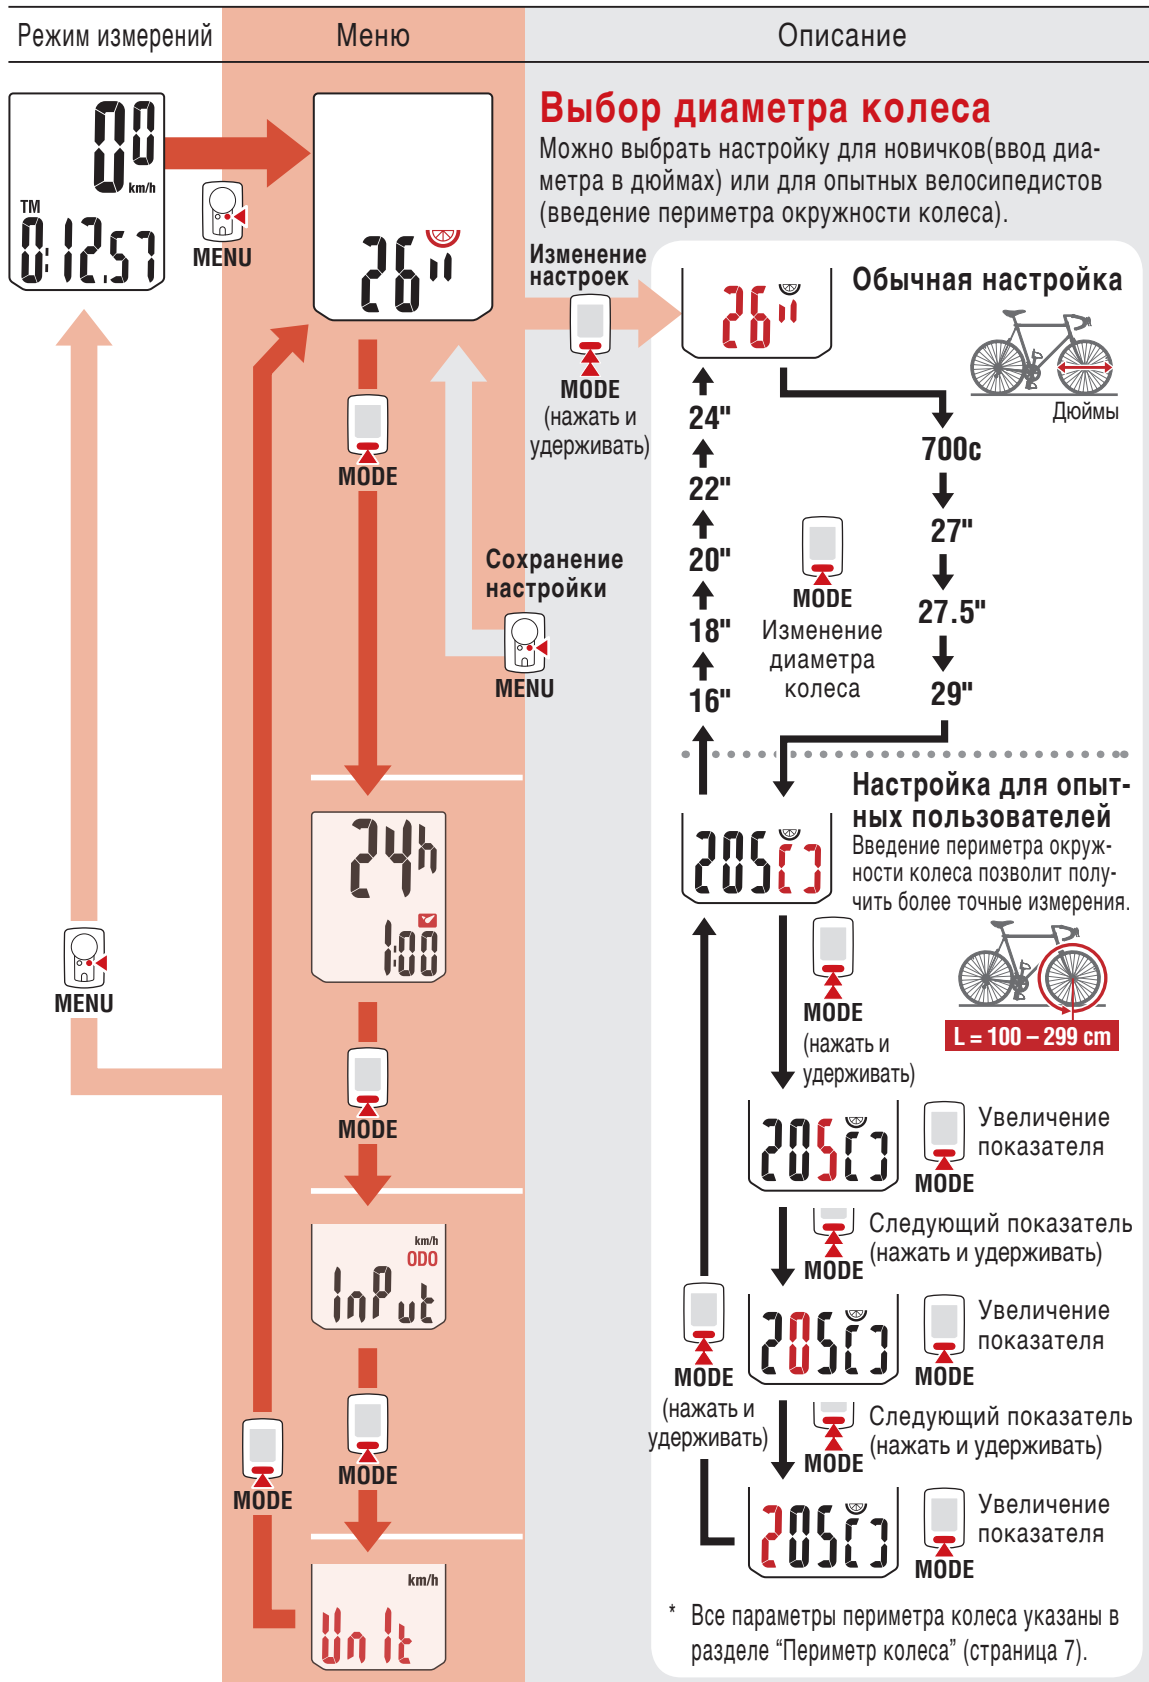 Режим измерений
Меню
Описание
00
km/h
TM
0:12.57
MENU
26"
MODE
Сохранение
настройки
MENU
24h
1:00
MODE
km/h
ODO
InPut
MODE
km/h
UnIt
MODE
MENU
Выбор диаметра колеса
Можно выбрать настройку для новичков(ввод диа-
метра в дюймах) или для опытных велосипедистов
(введение периметра окружности колеса).
Изменение
настроек
MODE
(нажать и
удерживать)
26"
Обычная настройка
Дюймы
24"
22"
20"
18"
16"
700c
27"
27.5"
29"
MODE
Изменение
диаметра
колеса
Настройка для опыт-
ных пользователей
Введение периметра окруж-
ности колеса позволит полу-
чить более точные измерения.
L = 100 – 299 cm
205[]
MODE
(нажать и
удерживать)
205[]
MODE
Увеличение
показателя
MODE
Следующий показатель
(нажать и удерживать)
205[]
MODE
Увеличение
показателя
MODE
Следующий показатель
(нажать и удерживать)
205[]
MODE
Увеличение
показателя
MODE
(нажать и
удерживать)
* Все параметры периметра колеса указаны в
разделе “Периметр колеса” (страница 7).